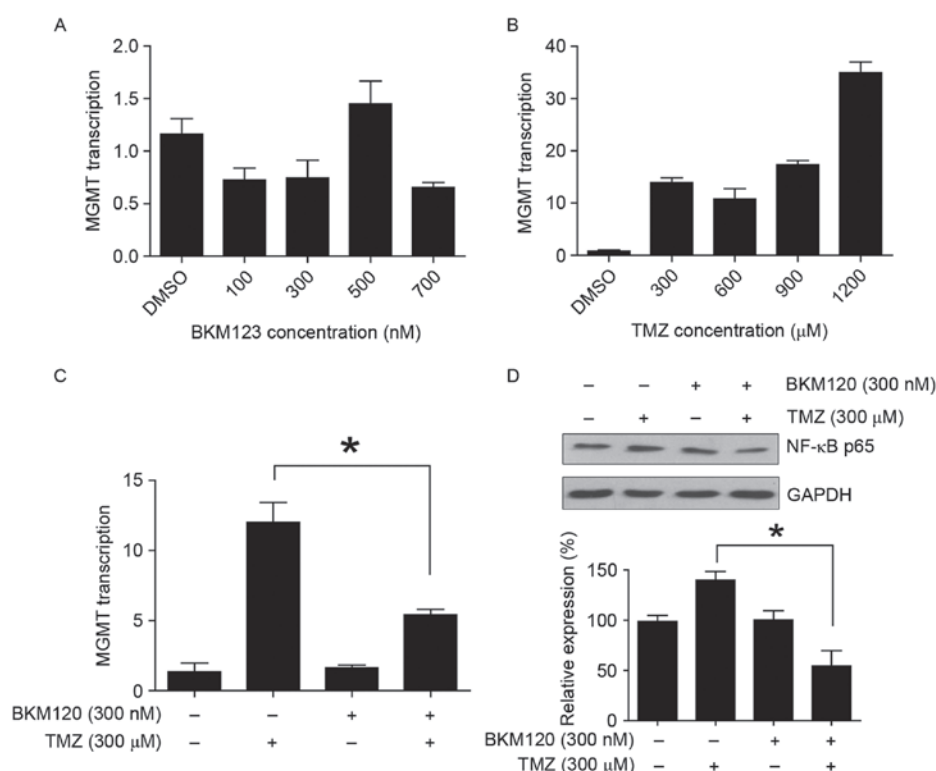 A
MGMT transcription
2.0
1.5
1.0
0.5
0.0
DMSO 100 300 500 700
BKM123 concentration (nM)
B
MGMT transcription
40
30
20
10
0
DMSO 300 600 900 1200
TMZ concentration (μM)
C
*
MGMT transcription
15
10
5
0
BKM120 (300 nM) – – + +
TMZ (300 μM) – + – +
D
– – + + BKM120 (300 nM)
– + – + TMZ (300 μM)
NF-κB p65
GAPDH
*
Relative expression (%)
150
100
50
0
BKM120 (300 nM) – – + +
TMZ (300 μM) – + – +